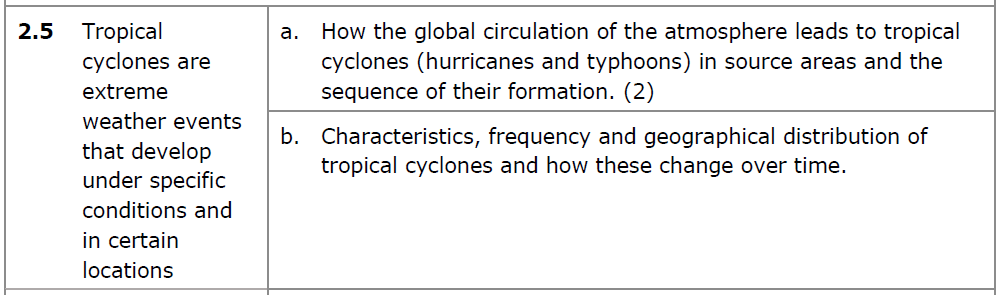 2.5 Tropical
cyclones are
extreme
weather events
that develop
under specific
conditions and
in certain
locations
a. How the global circulation of the atmosphere leads to tropical
cyclones (hurricanes and typhoons) in source areas and the
sequence of their formation. (2)
b. Characteristics, frequency and geographical distribution of
tropical cyclones and how these change over time.